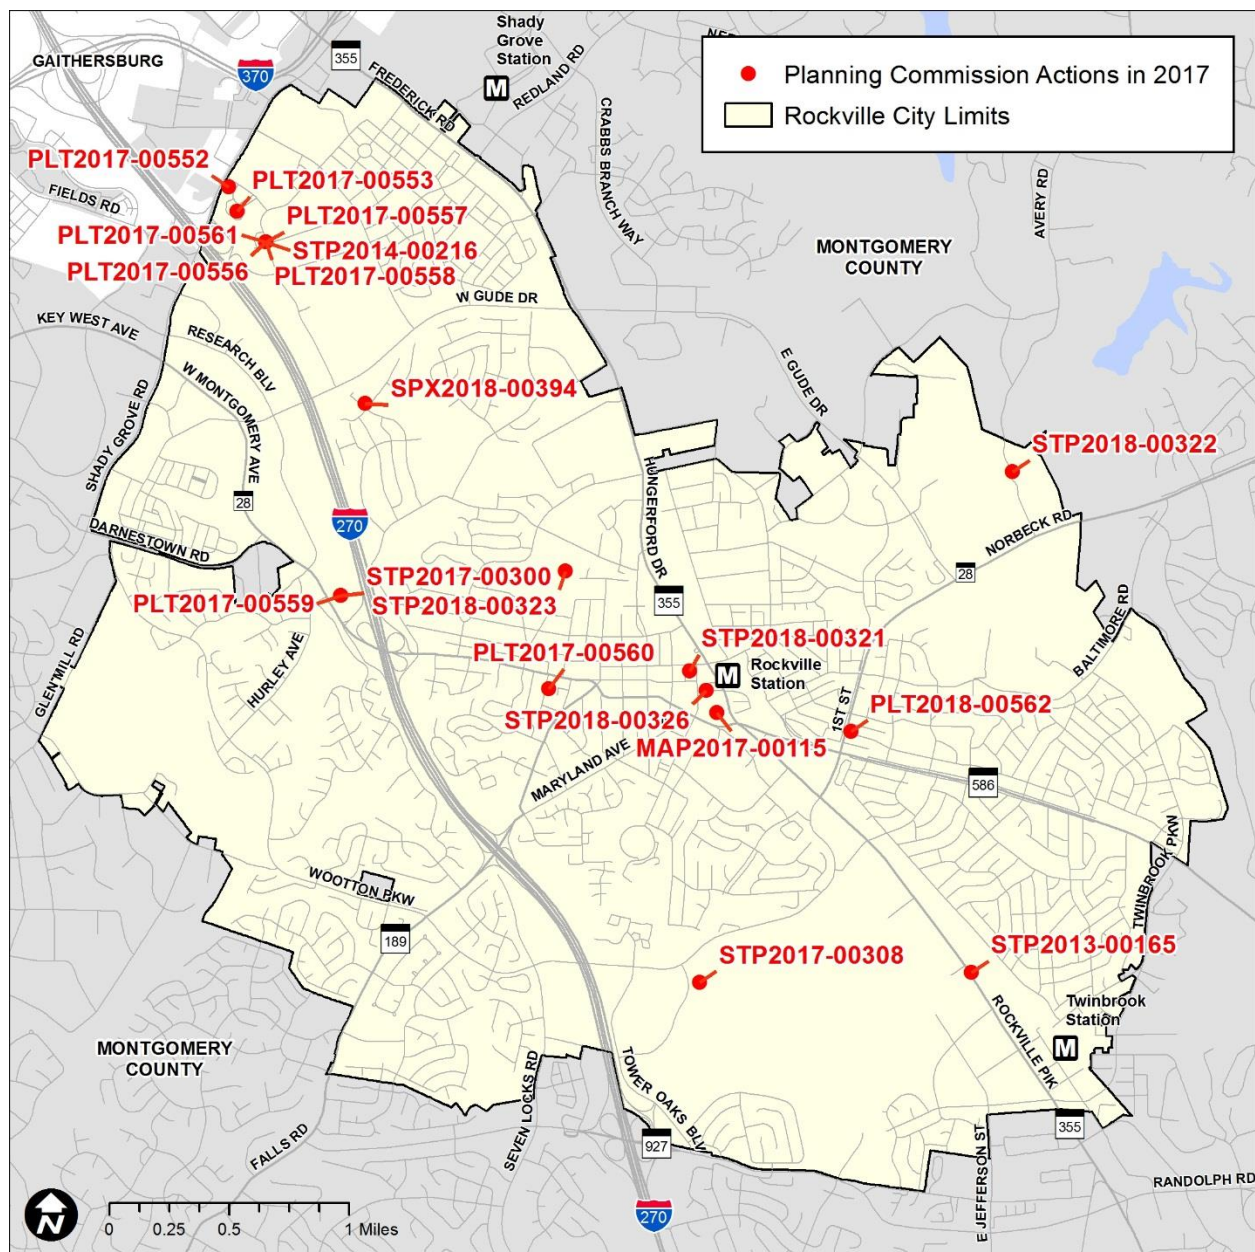 Shady
Grove
Station
NE
355
GAITHERSBURG
370
M
REDLAND RD
FREDERICK RD
Planning Commission Actions in 2017
Rockville City Limits
CRABBS BRANCH WAY
AVERY RD
PLT2017-00552
PLT2017-00553
FIELDS RD
PLT2017-00557
PLT2017-00561
STP2014-00216
PLT2017-00556
PLT2017-00558
MONTGOMERY
COUNTY
W GUDE DR
KEY WEST AVE
RESEARCH BLV
W MONTGOMERY AVE
E GUDE DR
SPX2018-00394
SHADY GROVE RD
STP2018-00322
HUNGERFORD DR
28
270
NORBECK RD
DARNESTOWN RD
28
STP2017-00300
355
PLT2017-00559
STP2018-00323
BALTIMORE RD
GLEN MILL RD
HURLEY AVE
PLT2017-00560
STP2018-00321
M
Rockville
Station
1ST ST
PLT2018-00562
STP2018-00326
MAP2017-00115
MARYLAND AVE
586
TWINBROOK PKW
WOOTTON PKW
189
STP2017-00308
STP2013-00165
ROCKVILLE PIK
Twinbrook
Station
M
MONTGOMERY
COUNTY
SEVEN LOCKS RD
TOWER OAKS BLV
FALLS RD
927
355
E JEFFERSON ST
RANDOLPH RD
N
0 0.25 0.5 1 Miles
270